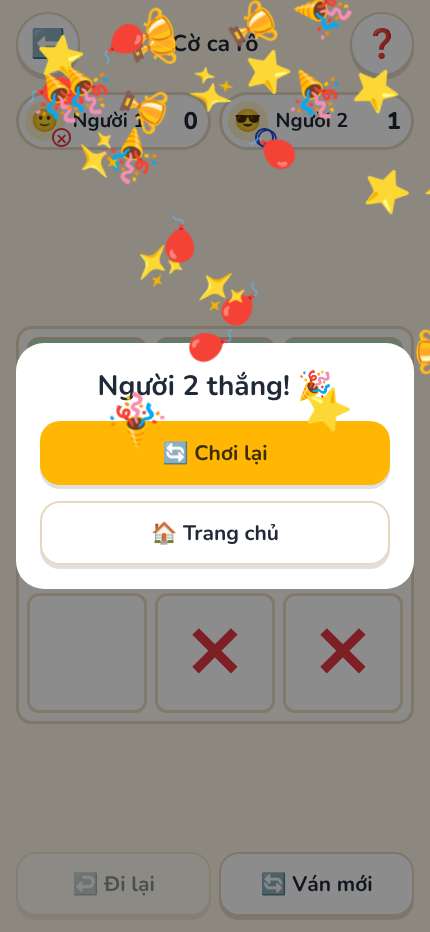 Cờ ca rô
Người 1 0
Người 2 1
Người 2 thắng!
Chơi lại
Trang chủ
Đi lại
Ván mới